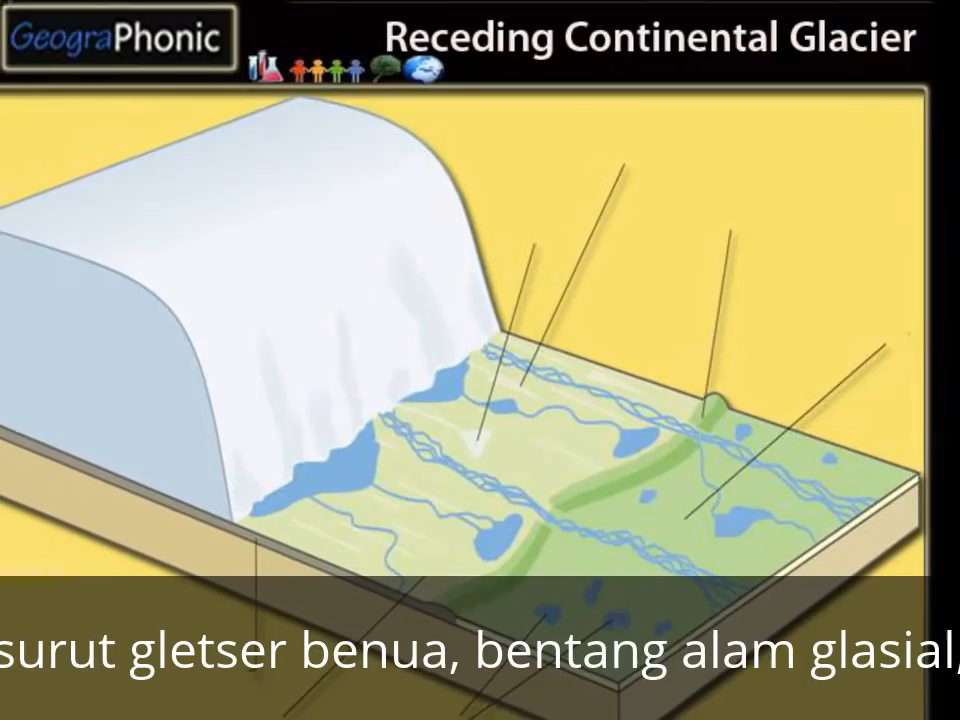 GeograPhonic
Receding Continental Glacier
surut gletser benua, bentang alam glasial,